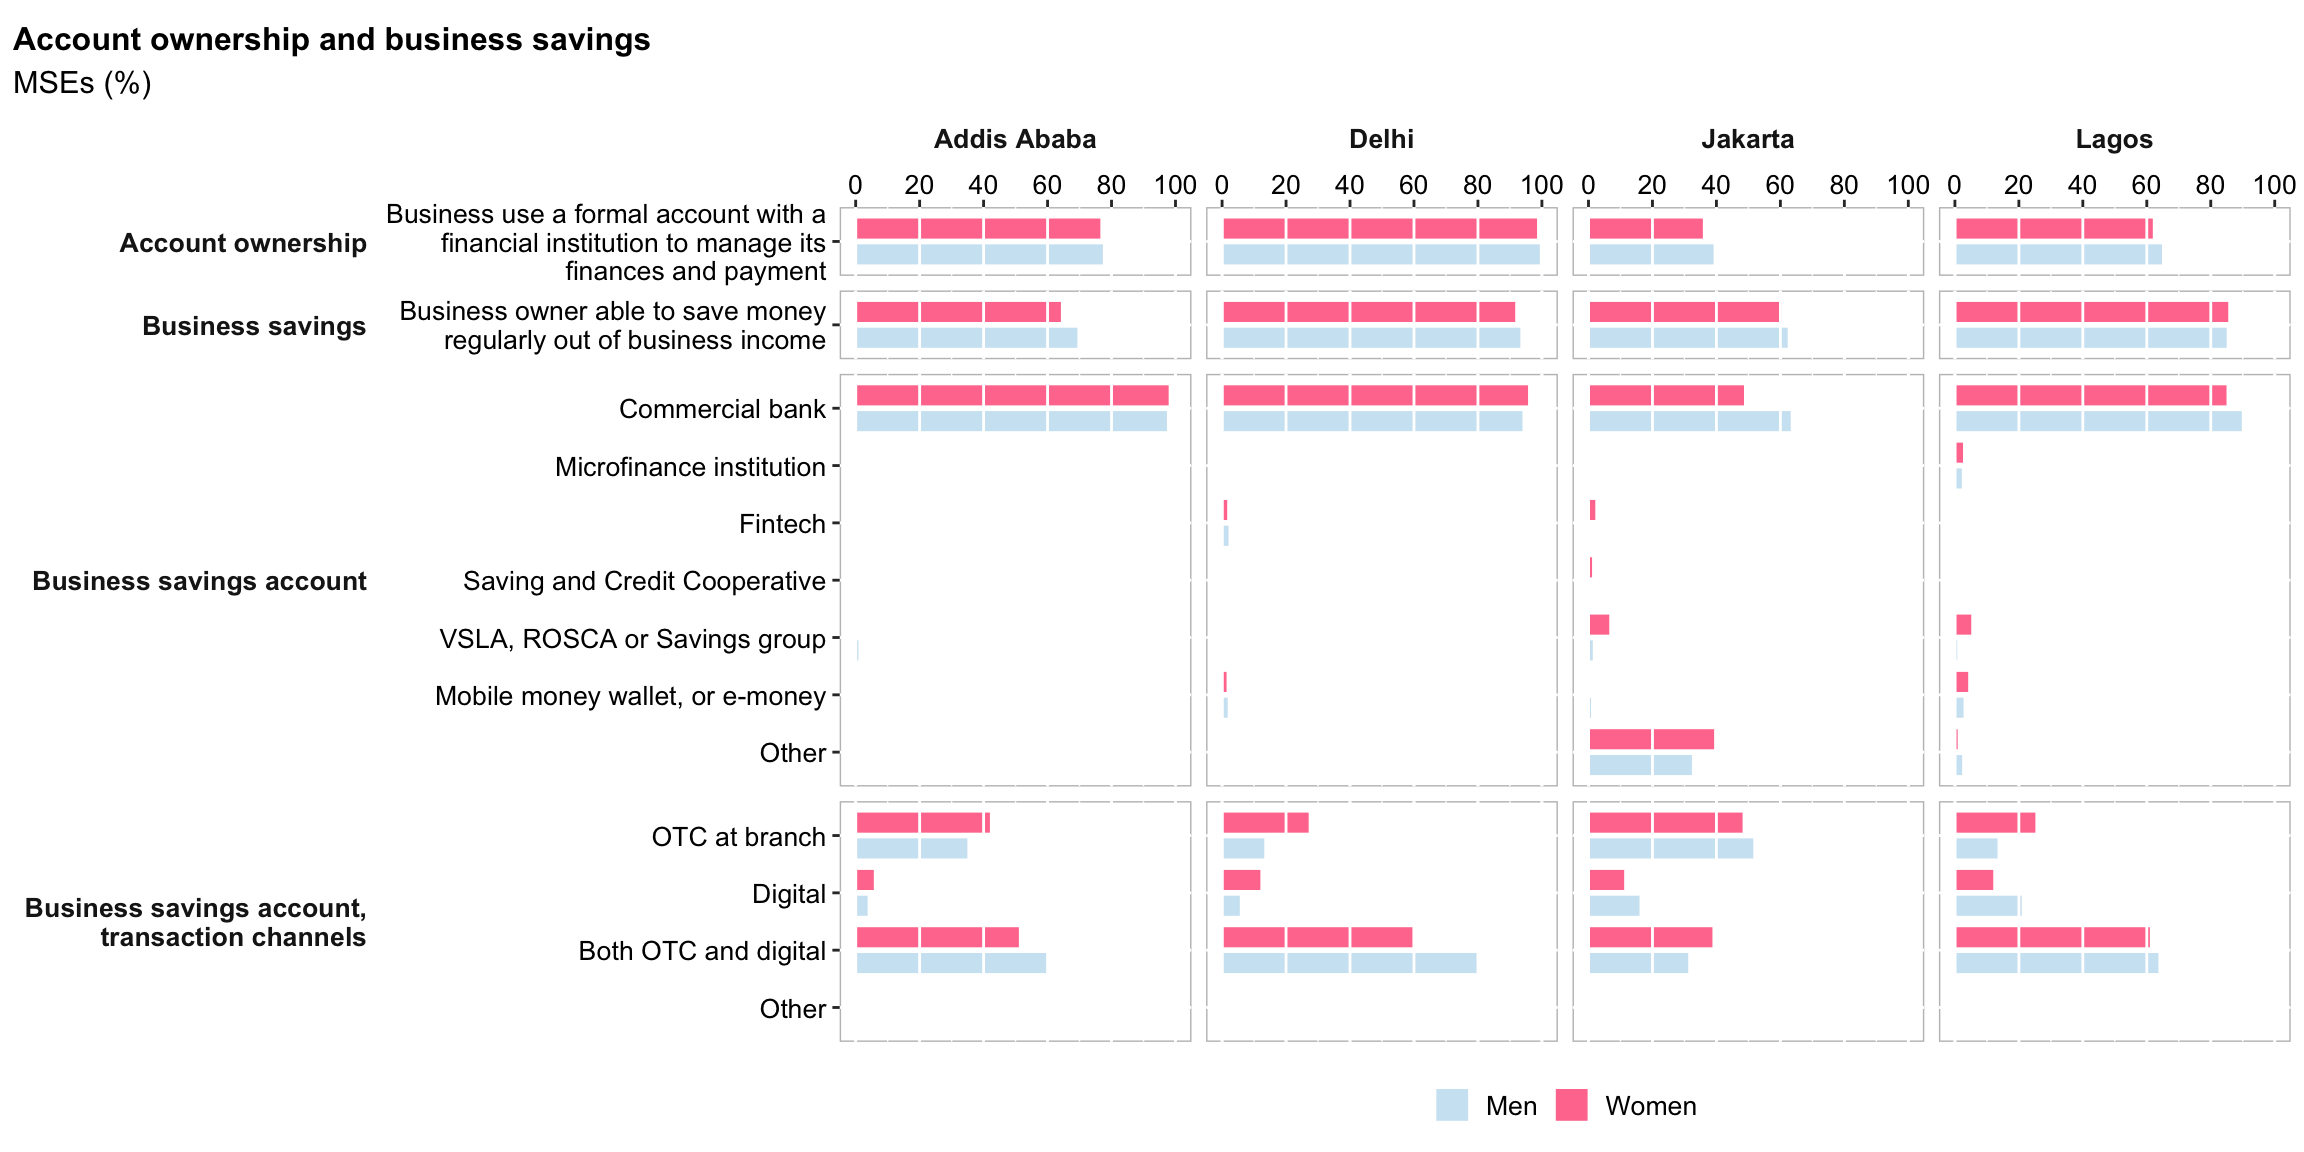 Account ownership and business savings
MSEs (%)
Addis Ababa
Delhi
Jakarta
Lagos
0 20 40 60 80 100
0 20 40 60 80 100
0 20 40 60 80 100
0 20 40 60 80 100
Account ownership
Business use a formal account with a
financial institution to manage its
finances and payment
Business savings
Business owner able to save money
regularly out of business income
Business savings account
Commercial bank
Microfinance institution
Fintech
Saving and Credit Cooperative
VSLA, ROSCA or Savings group
Mobile money wallet, or e-money
Other
Business savings account,
transaction channels
OTC at branch
Digital
Both OTC and digital
Other
Men
Women